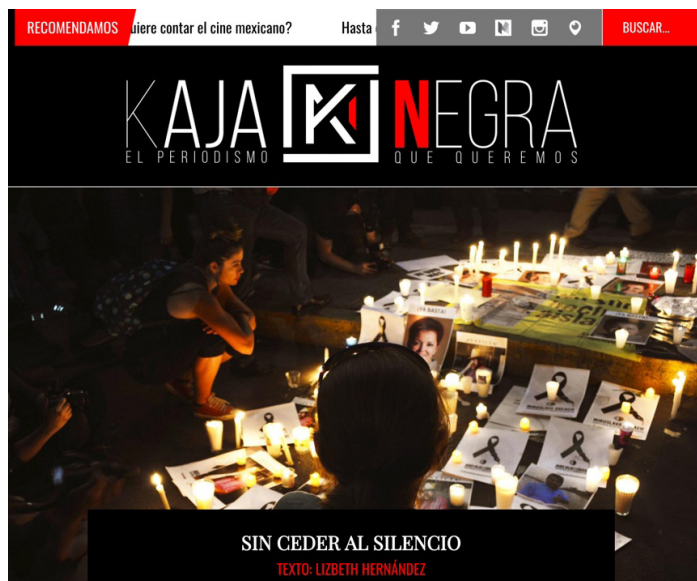 RECOMENDAMOS
uiere contar el cine mexicano?
Hasta
BUSCAR...
KAJA NEGRA
EL PERIODISMO QUE QUEREMOS
¡YA BASTA!
SIN CEDER AL SILENCIO
TEXTO: LIZBETH HERNÁNDEZ